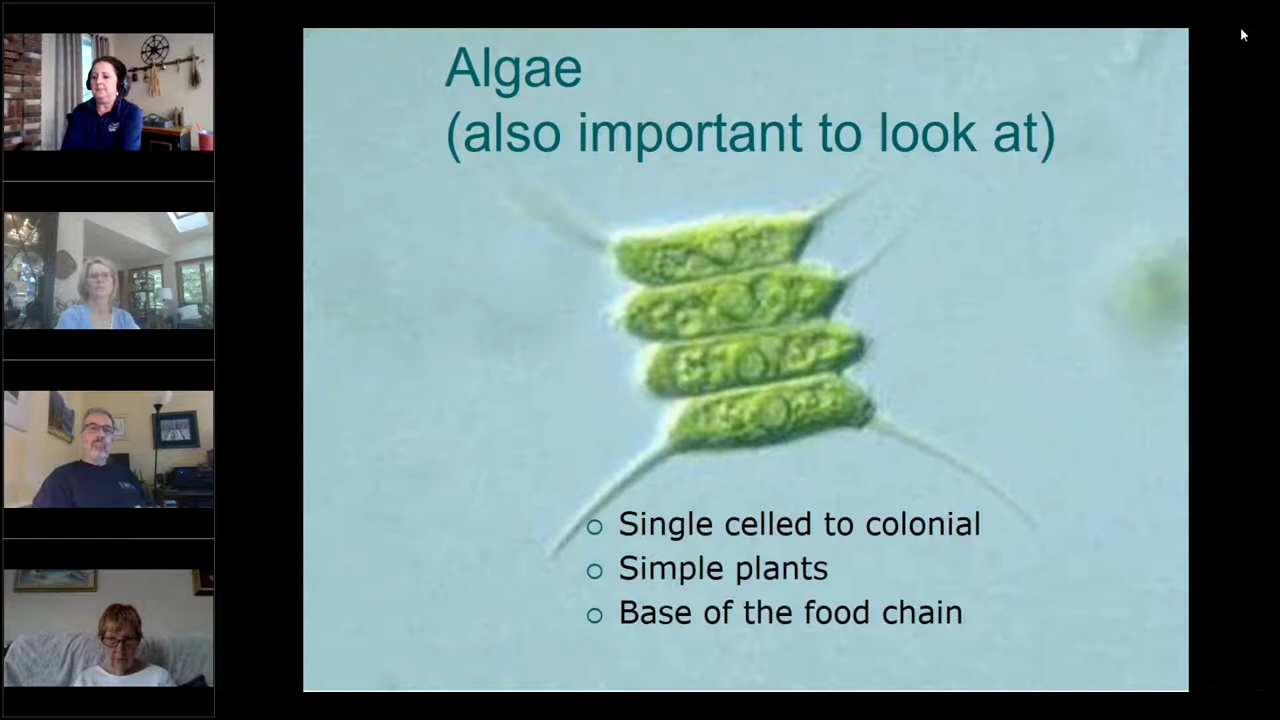 Algae
(also important to look at)
Single celled to colonial
Simple plants
Base of the food chain